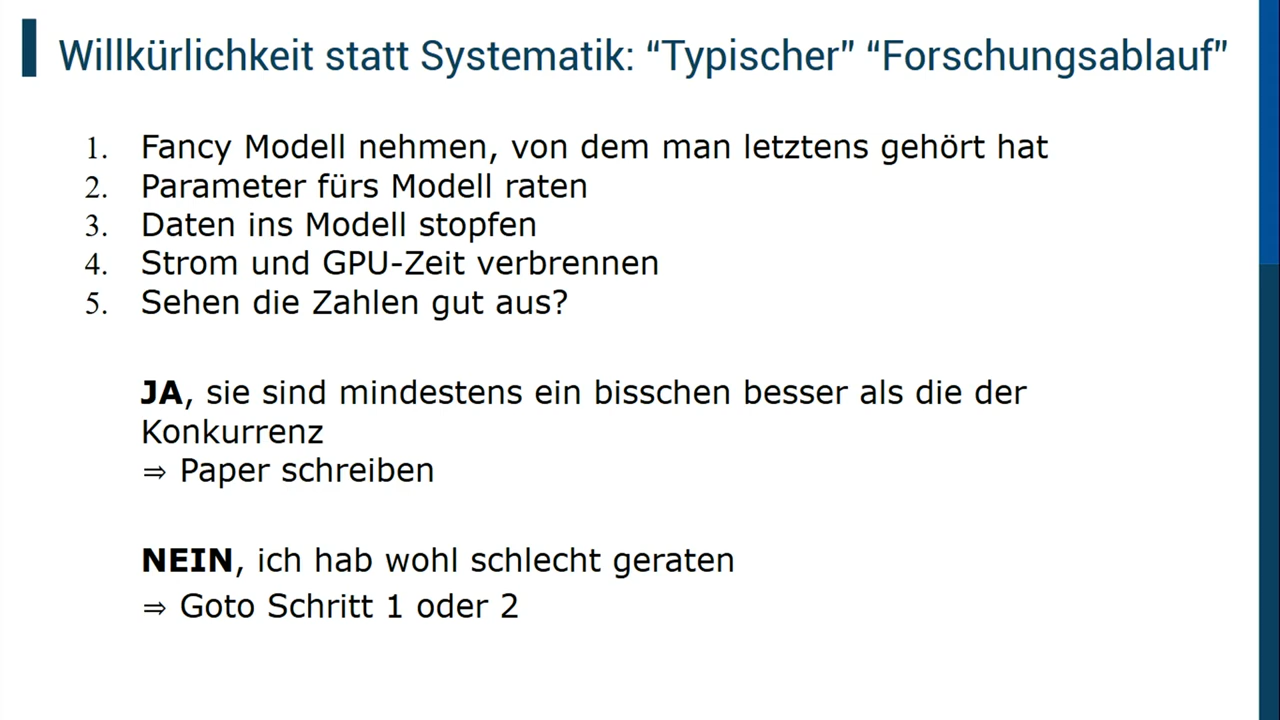 Willkürlichkeit statt Systematik: “Typischer” “Forschungsablauf”
1. Fancy Modell nehmen, von dem man letztens gehört hat
2. Parameter fürs Modell raten
3. Daten ins Modell stopfen
4. Strom und GPU-Zeit verbrennen
5. Sehen die Zahlen gut aus?
JA, sie sind mindestens ein bisschen besser als die der
Konkurrenz
⇒ Paper schreiben
NEIN, ich hab wohl schlecht geraten
⇒ Goto Schritt 1 oder 2